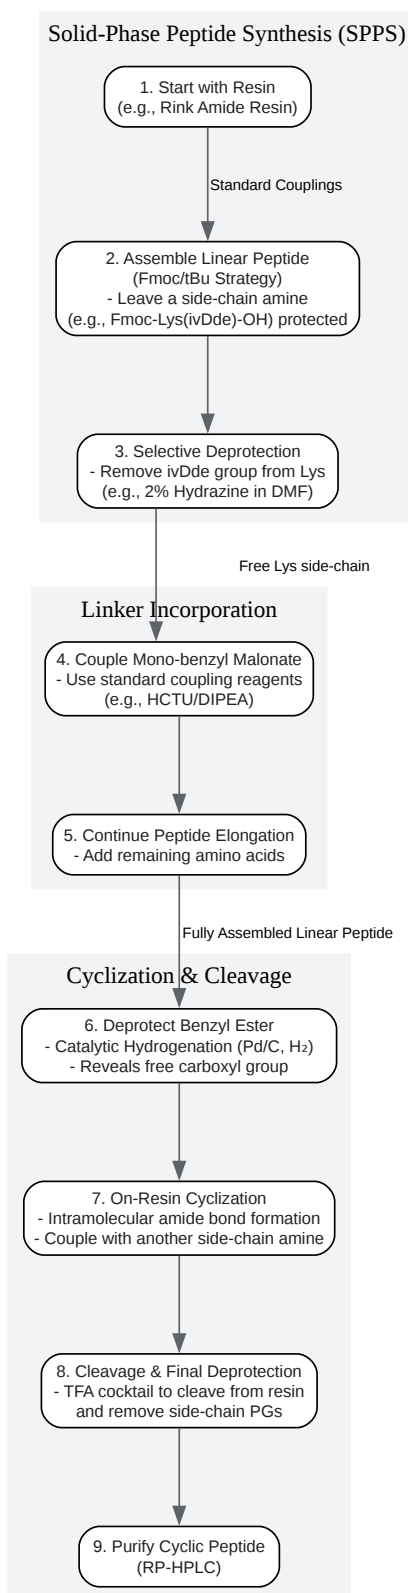 Solid-Phase Peptide Synthesis (SPPS)
1. Start with Resin
(e.g., Rink Amide Resin)
Standard Couplings
2. Assemble Linear Peptide
(Fmoc/tBu Strategy)
- Leave a side-chain amine
(e.g., Fmoc-Lys(ivDde)-OH) protected
3. Selective Deprotection
- Remove ivDde group from Lys
(e.g., 2% Hydrazine in DMF)
Free Lys side-chain
Linker Incorporation
4. Couple Mono-benzyl Malonate
- Use standard coupling reagents
(e.g., HCTU/DIPEA)
5. Continue Peptide Elongation
- Add remaining amino acids
Fully Assembled Linear Peptide
Cyclization & Cleavage
6. Deprotect Benzyl Ester
- Catalytic Hydrogenation (Pd/C, H₂)
- Reveals free carboxyl group
7. On-Resin Cyclization
- Intramolecular amide bond formation
- Couple with another side-chain amine
8. Cleavage & Final Deprotection
- TFA cocktail to cleave from resin
and remove side-chain PGs
9. Purify Cyclic Peptide
(RP-HPLC)